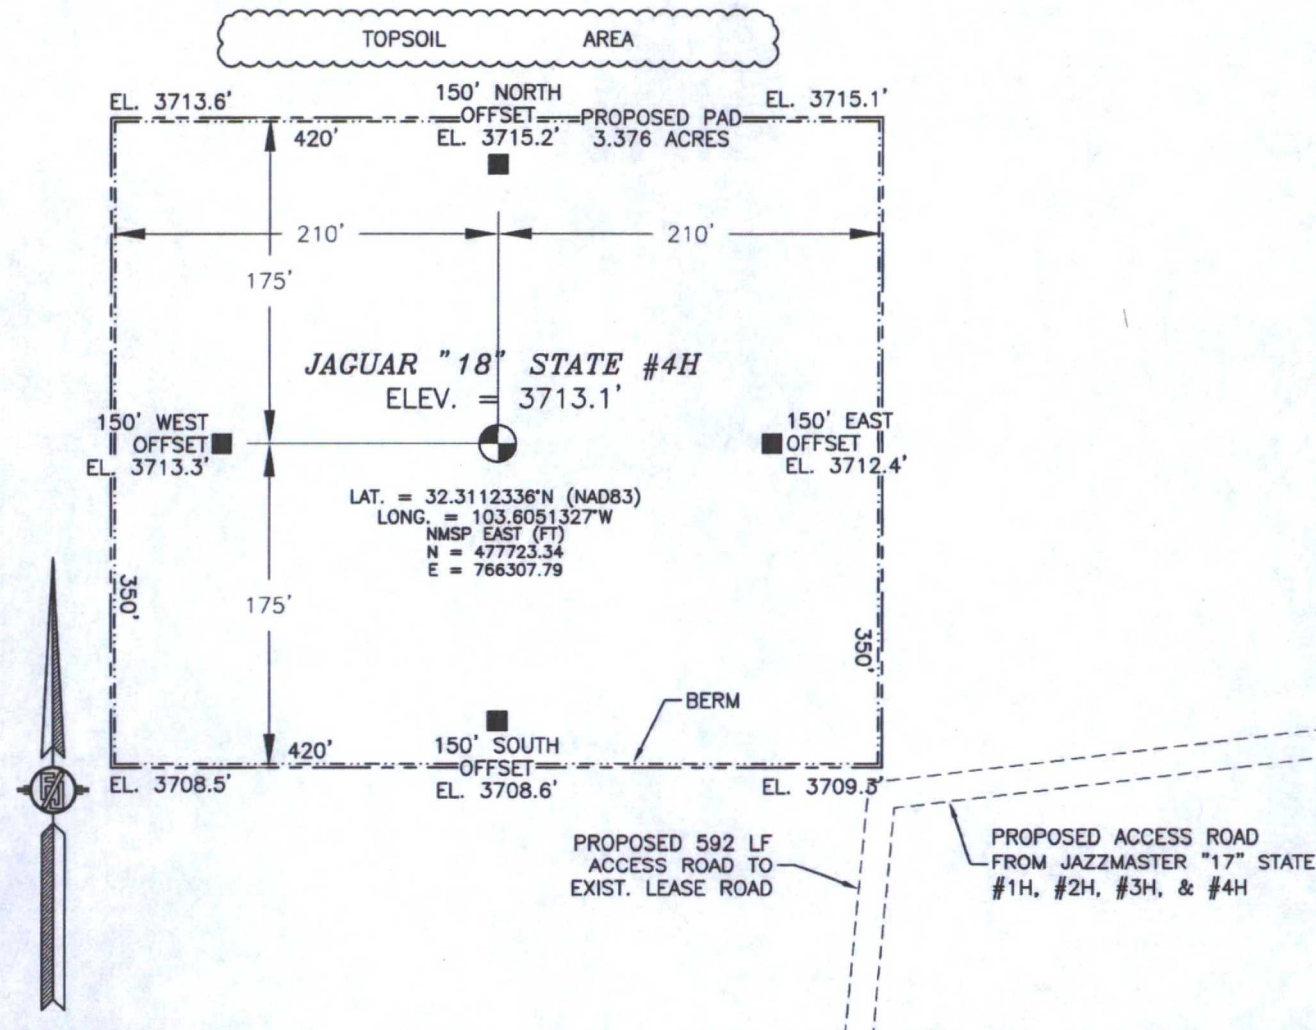 TOPSOIL AREA
EL. 3713.6'
150' NORTH
OFFSET
EL. 3715.2'
PROPOSED PAD
3.376 ACRES
EL. 3715.1'
420'
210'
210'
175'
JAGUAR "18" STATE #4H
ELEV. = 3713.1'
150' WEST
OFFSET
EL. 3713.3'
150' EAST
OFFSET
EL. 3712.4'
LAT. = 32.3112336°N (NAD83)
LONG. = 103.6051327°W
NMSP EAST (FT)
N = 477723.34
E = 766307.79
350'
175'
350'
BERM
420'
150' SOUTH
OFFSET
EL. 3708.6'
EL. 3708.5'
EL. 3709.3'
PROPOSED 592 LF
ACCESS ROAD TO
EXIST. LEASE ROAD
PROPOSED ACCESS ROAD
FROM JAZZMASTER "17" STATE
#1H, #2H, #3H, & #4H